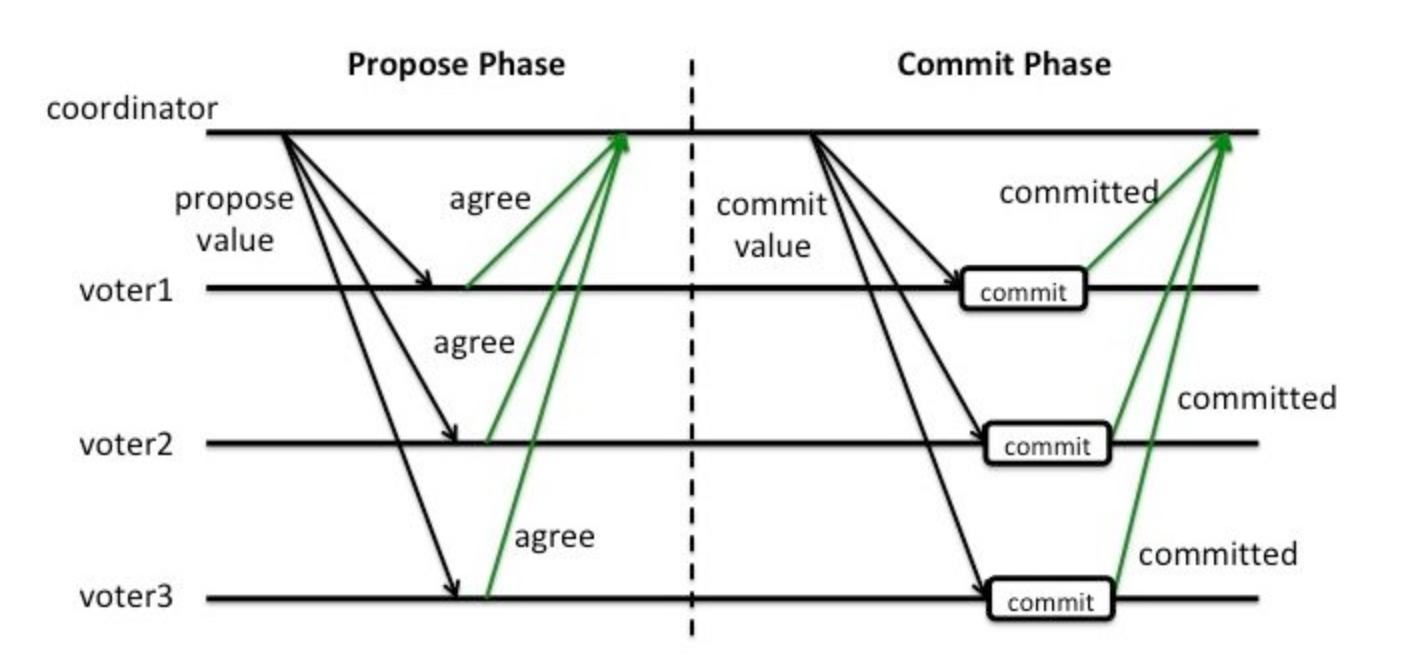 Propose Phase
Commit Phase
coordinator
propose
value
agree
commit
value
committed
voter1
commit
agree
committed
voter2
commit
agree
committed
voter3
commit